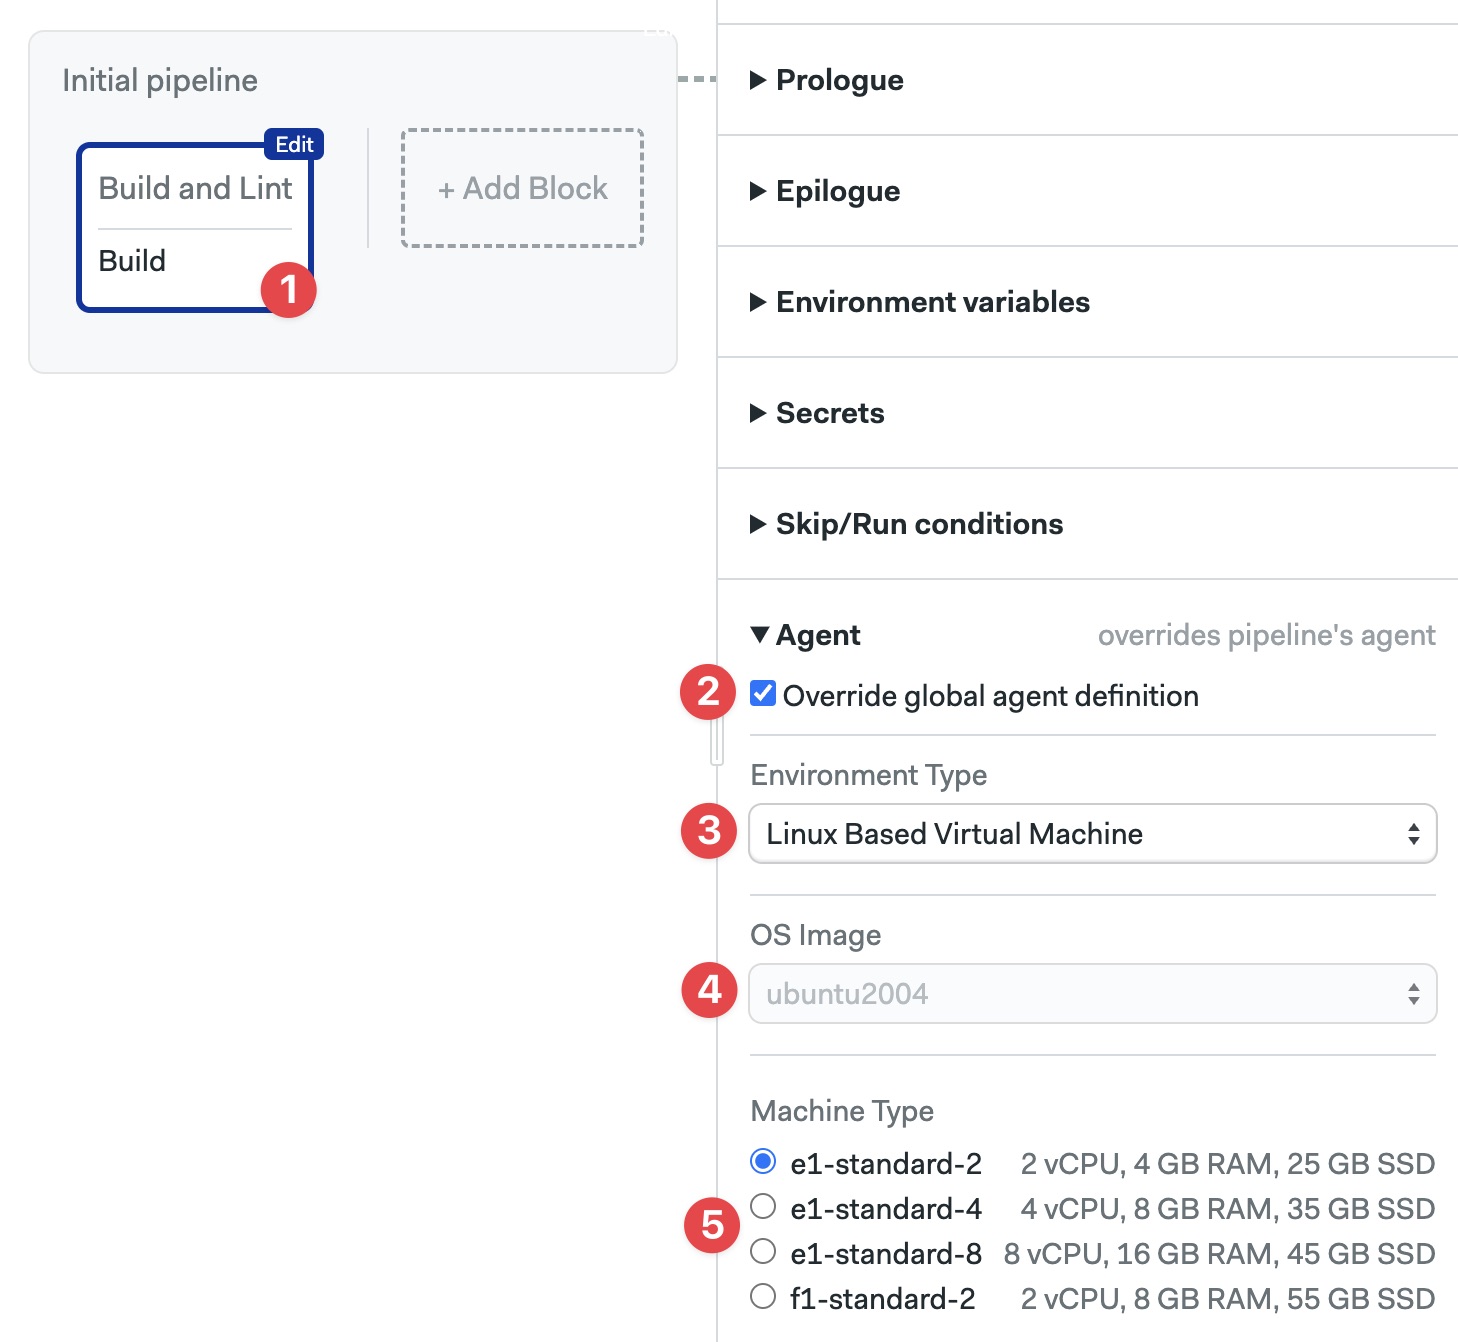 Initial pipeline
Edit
Build and Lint
Build
1
+ Add Block
Prologue
Epilogue
Environment variables
Secrets
Skip/Run conditions
Agent overrides pipeline's agent
2 Override global agent definition
Environment Type
3 Linux Based Virtual Machine
OS Image
4 ubuntu2004
Machine Type
e1-standard-2 2 vCPU, 4 GB RAM, 25 GB SSD
e1-standard-4 4 vCPU, 8 GB RAM, 35 GB SSD
5
e1-standard-8 8 vCPU, 16 GB RAM, 45 GB SSD
f1-standard-2 2 vCPU, 8 GB RAM, 55 GB SSD